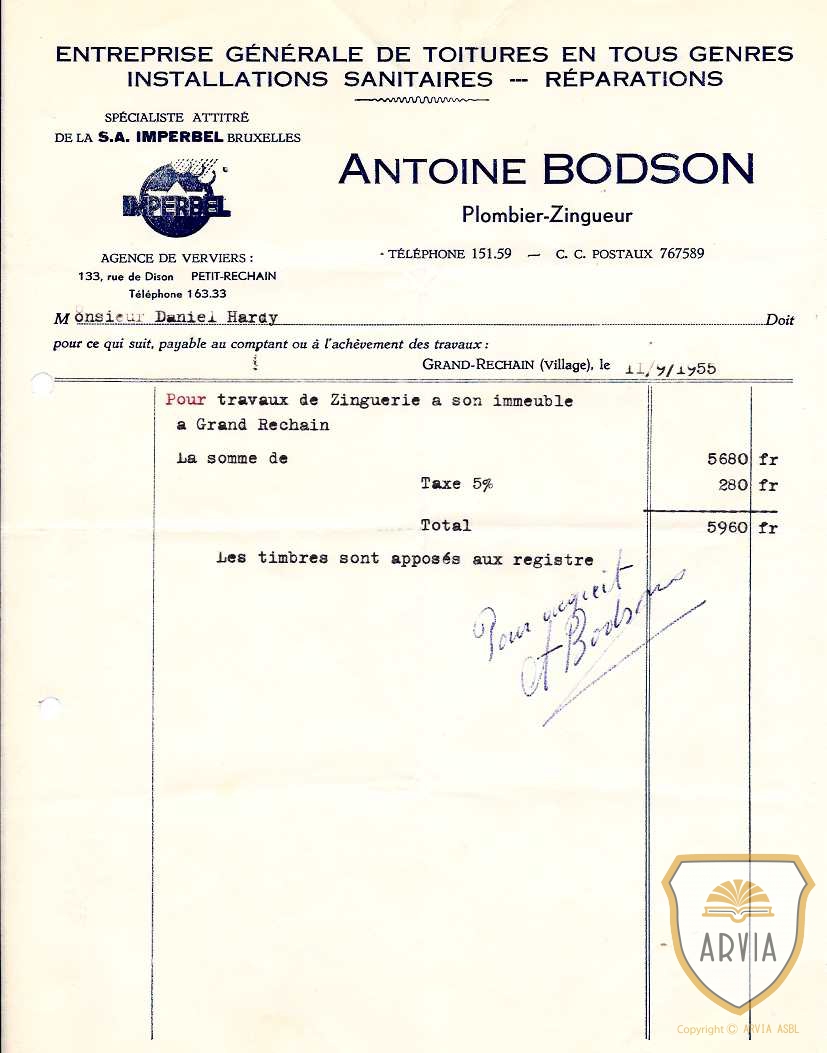 ENTREPRISE GÉNÉRALE DE TOITURES EN TOUS GENRES
INSTALLATIONS SANITAIRES --- RÉPARATIONS
SPÉCIALISTE ATTITRÉ
DE LA S.A. IMPERBEL BRUXELLES
IMPERBEL
AGENCE DE VERVIERS :
133, rue de Dison PETIT-RECHAIN
Téléphone 163.33
ANTOINE BODSON
Plombier-Zingueur
TÉLÉPHONE 151.59 — C. C. POSTAUX 767589
Monsieur Daniel Hardy Doit
pour ce qui suit, payable au comptant ou à l'achèvement des travaux :
GRAND-RECHAIN (Village), le 11/9/1955
Pour travaux de Zinguerie a son immeuble
a Grand Rechain
La somme de 5680 fr
Taxe 5% 280 fr
Total 5960 fr
Les timbres sont apposés aux registre
Pour acquit
A Bodson
ARVIA
Copyright © ARVIA ASBL